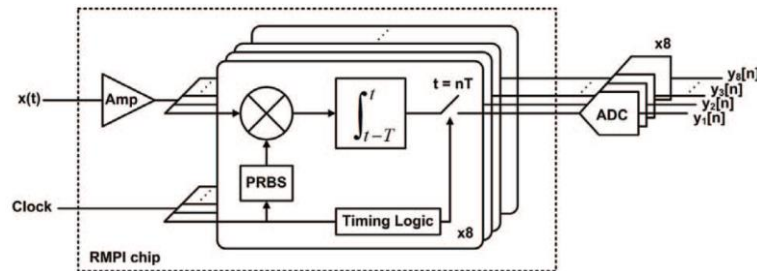 x8
x(t)
Amp
t = nT
y8[n]
y3[n]
y2[n]
y1[n]
∫ t t−T
ADC
PRBS
Clock
Timing Logic
x8
RMPI chip